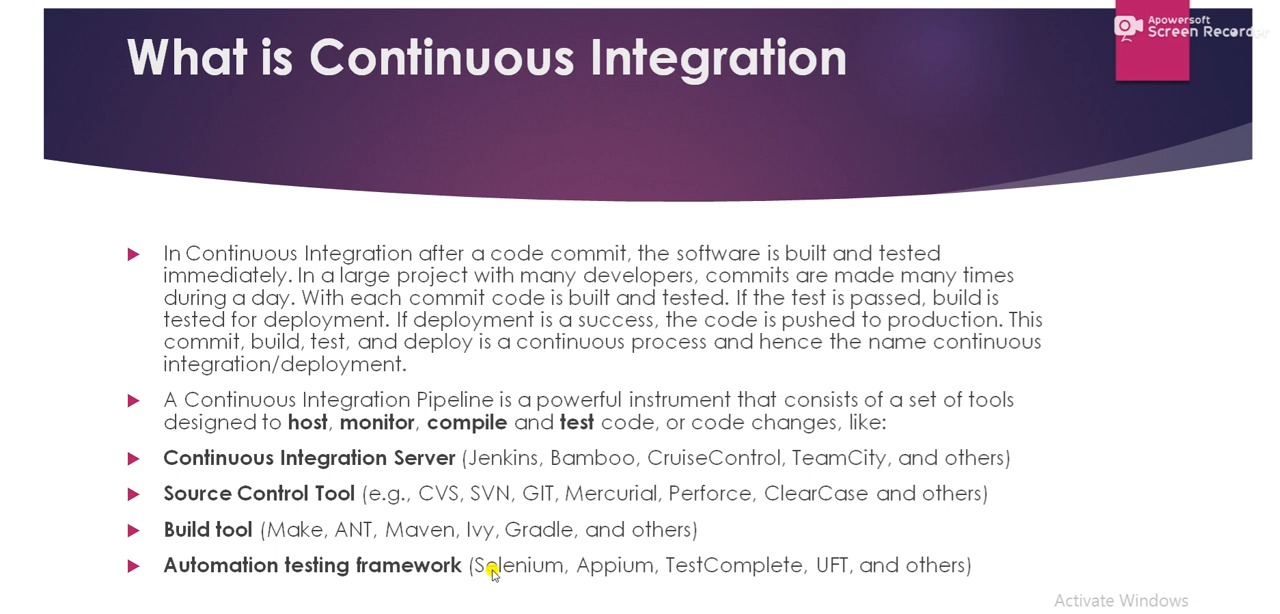 What is Continuous Integration
Apowersoft
Screen Recorder
In Continuous Integration after a code commit, the software is built and tested
immediately. In a large project with many developers, commits are made many times
during a day. With each commit code is built and tested. If the test is passed, build is
tested for deployment. If deployment is a success, the code is pushed to production. This
commit, build, test, and deploy is a continuous process and hence the name continuous
integration/deployment.
A Continuous Integration Pipeline is a powerful instrument that consists of a set of tools
designed to host, monitor, compile and test code, or code changes, like:
Continuous Integration Server (Jenkins, Bamboo, CruiseControl, TeamCity, and others)
Source Control Tool (e.g., CVS, SVN, GIT, Mercurial, Perforce, ClearCase and others)
Build tool (Make, ANT, Maven, Ivy, Gradle, and others)
Automation testing framework (Selenium, Appium, TestComplete, UFT, and others)
Activate Windows